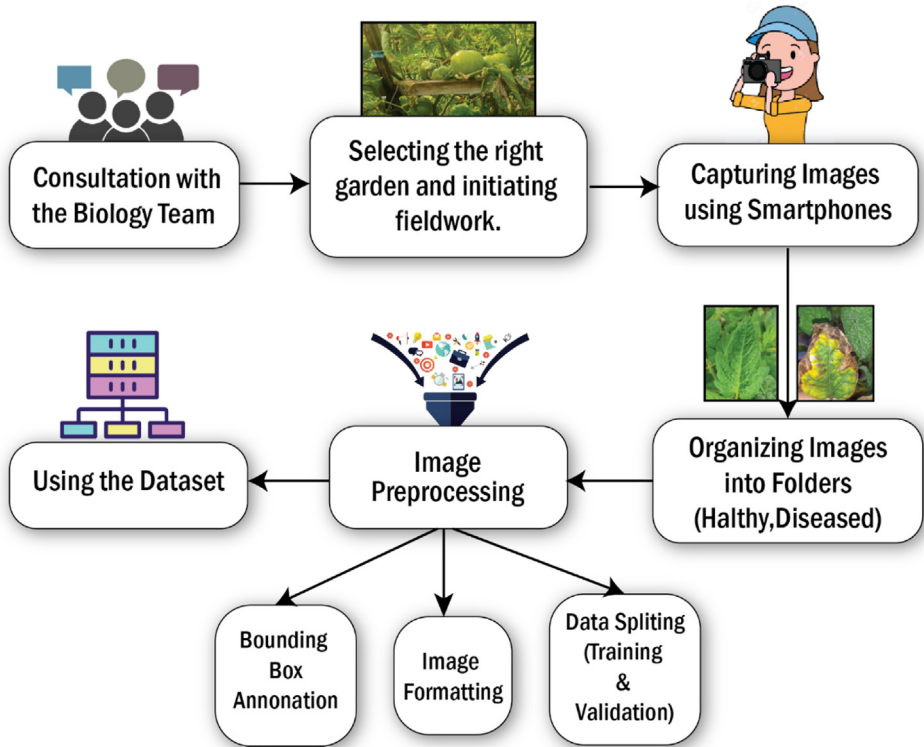 Consultation with
the Biology Team
Selecting the right
garden and initiating
fieldwork.
Capturing Images
using Smartphones
Organizing Images
into Folders
(Halthy,Diseased)
Image
Preprocessing
Using the Dataset
Bounding
Box
Annonation
Image
Formatting
Data Spliting
(Training
&
Validation)